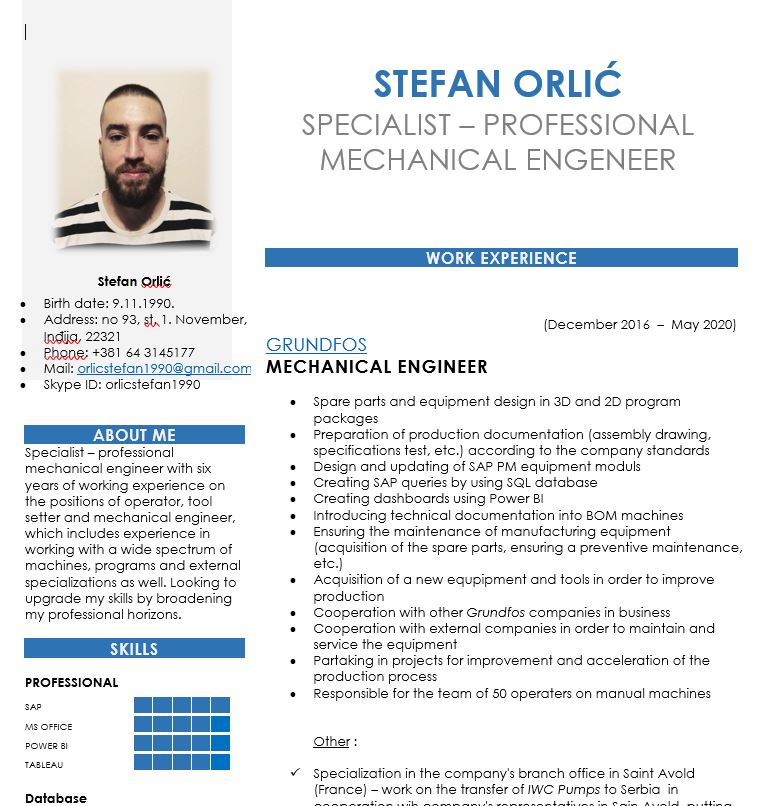 STEFAN ORLIĆ
SPECIALIST – PROFESSIONAL
MECHANICAL ENGENEER
Stefan Orlić
Birth date: 9.11.1990.
Address: no 93, st, 1. November,
Inđija, 22321
Phone: +381 64 3145177
Mail: orlicstefan1990@gmail.com
Skype ID: orlicstefan1990
ABOUT ME
Specialist – professional
mechanical engineer with six
years of working experience on
the positions of operator, tool
setter and mechanical engineer,
which includes experience in
working with a wide spectrum of
machines, programs and external
specializations as well. Looking to
upgrade my skills by broadening
my professional horizons.
SKILLS
PROFESSIONAL
SAP
MS OFFICE
POWER BI
TABLEAU
Database
WORK EXPERIENCE
(December 2016 – May 2020)
GRUNDFOS
MECHANICAL ENGINEER
Spare parts and equipment design in 3D and 2D program
packages
Preparation of production documentation (assembly drawing,
specifications test, etc.) according to the company standards
Design and updating of SAP PM equipment moduls
Creating SAP queries by using SQL database
Creating dashboards using Power BI
Introducing technical documentation into BOM machines
Ensuring the maintenance of manufacturing equipment
(acquisition of the spare parts, ensuring a preventive maintenance,
etc.)
Acquisition of a new equpipment and tools in order to improve
production
Cooperation with other Grundfos companies in business
Cooperation with external companies in order to maintain and
service the equipment
Partaking in projects for improvement and acceleration of the
production process
Responsible for the team of 50 operaters on manual machines
Other :
Specialization in the company's branch office in Saint Avold
(France) – work on the transfer of IWC Pumps to Serbia in
cooperation wih company's representatives in Sain Avold, putting